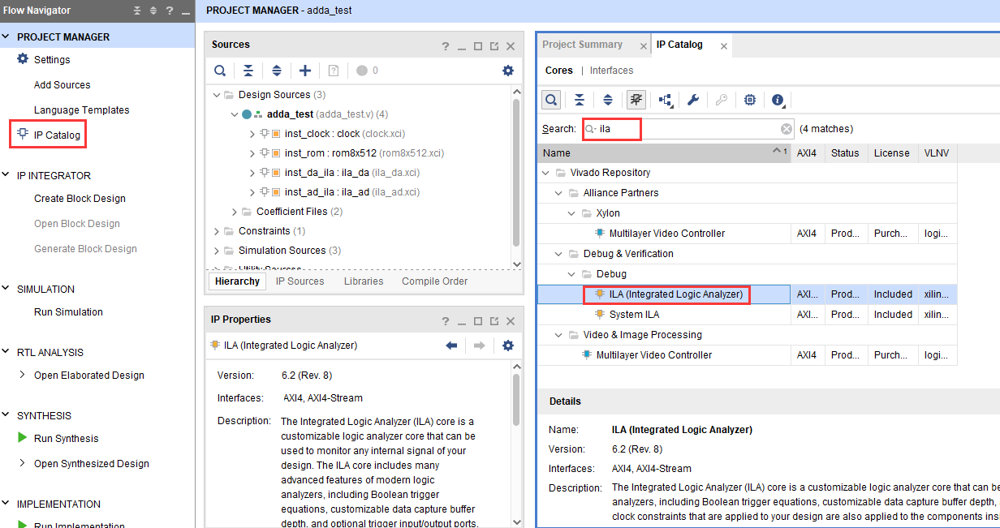 Flow Navigator
?
PROJECT MANAGER
Settings
Add Sources
Language Templates
IP Catalog
IP INTEGRATOR
Create Block Design
Open Block Design
Generate Block Design
SIMULATION
Run Simulation
RTL ANALYSIS
Open Elaborated Design
SYNTHESIS
Run Synthesis
Open Synthesized Design
IMPLEMENTATION
Run Implementation
PROJECT MANAGER - adda_test
Sources
?
0
Design Sources (3)
adda_test (adda_test.v) (4)
inst_clock : clock (clock.xci)
inst_rom : rom8x512 (rom8x512.xci)
inst_da_ila : ila_da (ila_da.xci)
inst_ad_ila : ila_ad (ila_ad.xci)
Coefficient Files (2)
Constraints (1)
Simulation Sources (3)
Utility Sources
Hierarchy IP Sources Libraries Compile Order
IP Properties
?
ILA (Integrated Logic Analyzer)
Version: 6.2 (Rev. 8)
Interfaces: AXI4, AXI4-Stream
Description: The Integrated Logic Analyzer (ILA) core is a
customizable logic analyzer core that can be
used to monitor any internal signal of your
design. The ILA core includes many
advanced features of modern logic
analyzers, including Boolean trigger
equations, customizable data capture buffer
depth, and optional trigger input/output ports.
Project Summary IP Catalog
Cores | Interfaces
Search: ila (4 matches)
Name 1 AXI4 Status License VLNV
Vivado Repository
Alliance Partners
Xylon
Multilayer Video Controller AXI4 Prod... Purch... logi...
Debug & Verification
Debug
ILA (Integrated Logic Analyzer) AXI... Prod... Included xilin...
System ILA AXI... Prod... Included xilin...
Video & Image Processing
Multilayer Video Controller AXI4 Prod... Purch... logi...
Details
Name: ILA (Integrated Logic Analyzer)
Version: 6.2 (Rev. 8)
Interfaces: AXI4, AXI4-Stream
Description: The Integrated Logic Analyzer (ILA) core is a customizable logic analyzer core that can be
analyzers, including Boolean trigger equations, customizable data capture buffer depth,
clock constraints that are applied to your design are also applied to the components ins